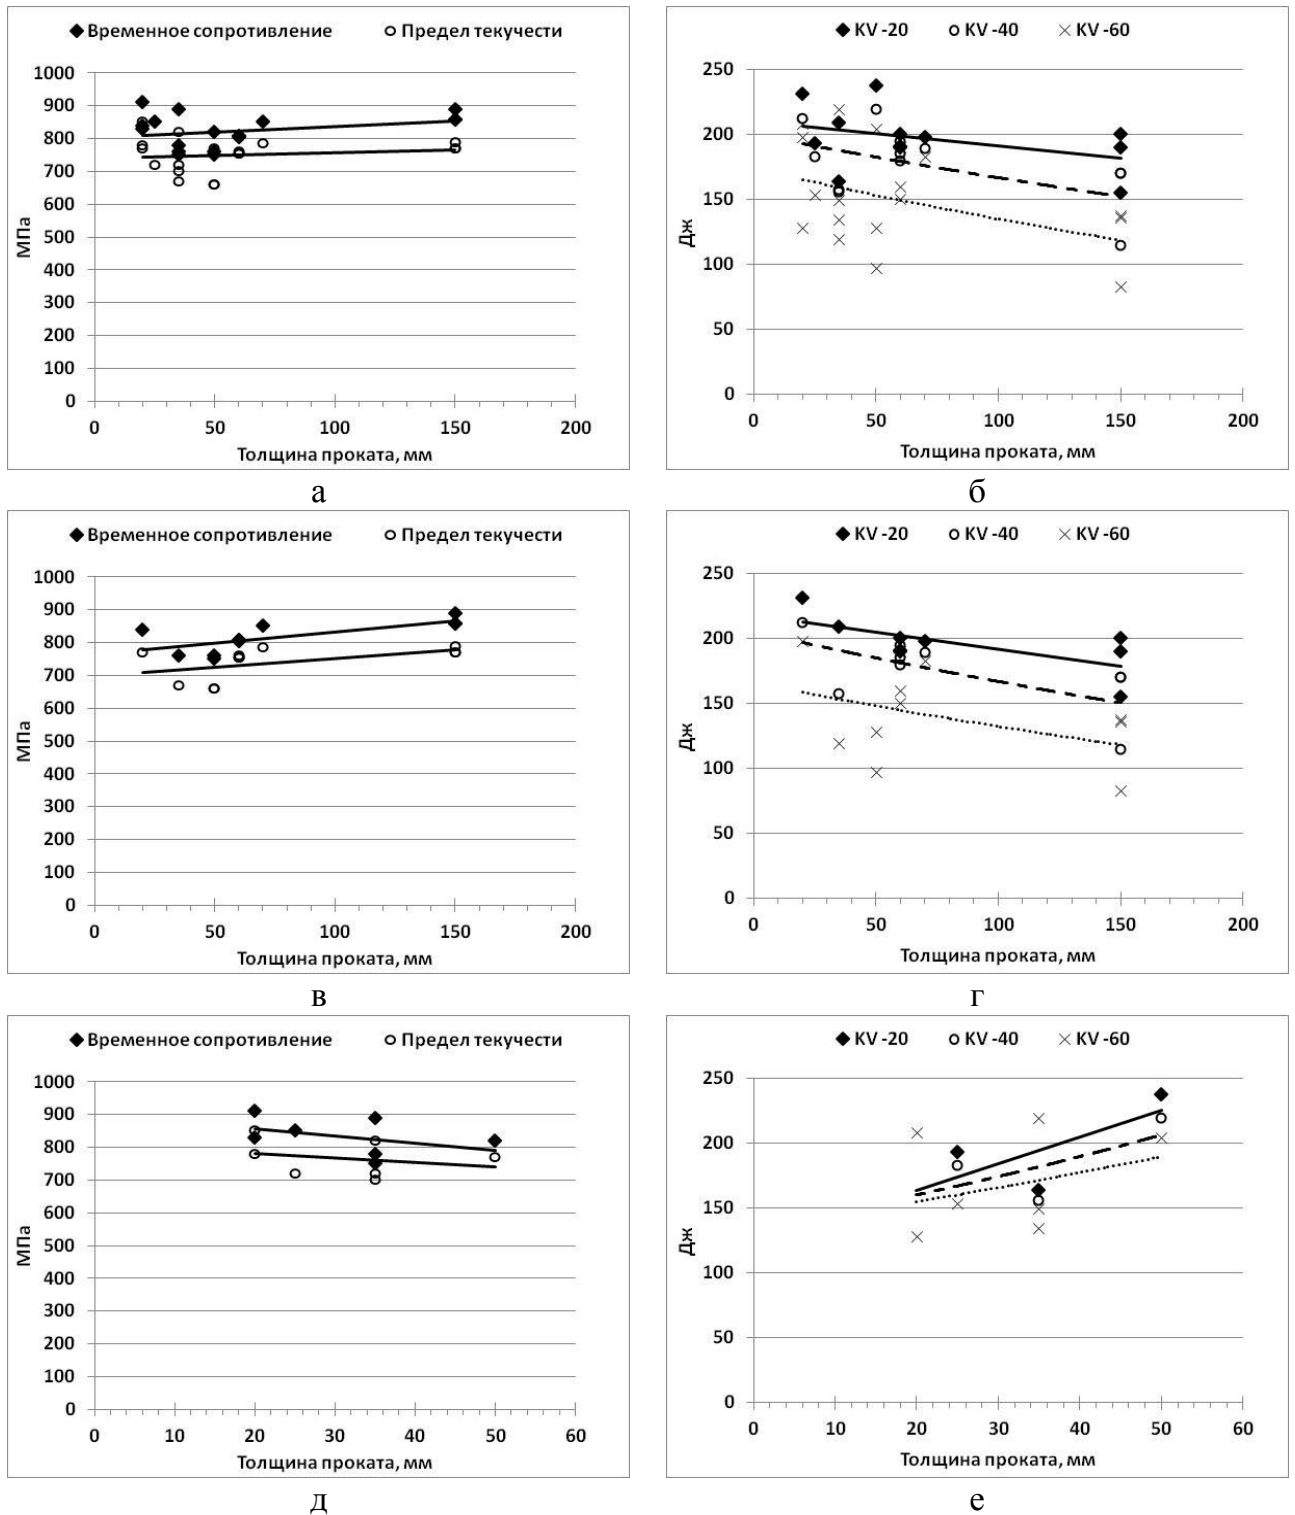 ◆Временное сопротивление ○ Предел текучести
1000
900
800
700
600
500
400
300
200
100
0
МПа
0 50 100 150 200
Толщина проката, мм
а
◆ KV -20 ○ KV -40 × KV -60
250
200
150
100
50
0
Дж
0 50 100 150 200
Толщина проката, мм
б
◆Временное сопротивление ○ Предел текучести
1000
900
800
700
600
500
400
300
200
100
0
МПа
0 50 100 150 200
Толщина проката, мм
в
◆ KV -20 ○ KV -40 × KV -60
250
200
150
100
50
0
Дж
0 50 100 150 200
Толщина проката, мм
г
◆Временное сопротивление ○ Предел текучести
1000
900
800
700
600
500
400
300
200
100
0
МПа
0 10 20 30 40 50 60
Толщина проката, мм
д
◆ KV -20 ○ KV -40 × KV -60
250
200
150
100
50
0
Дж
0 10 20 30 40 50 60
Толщина проката, мм
е